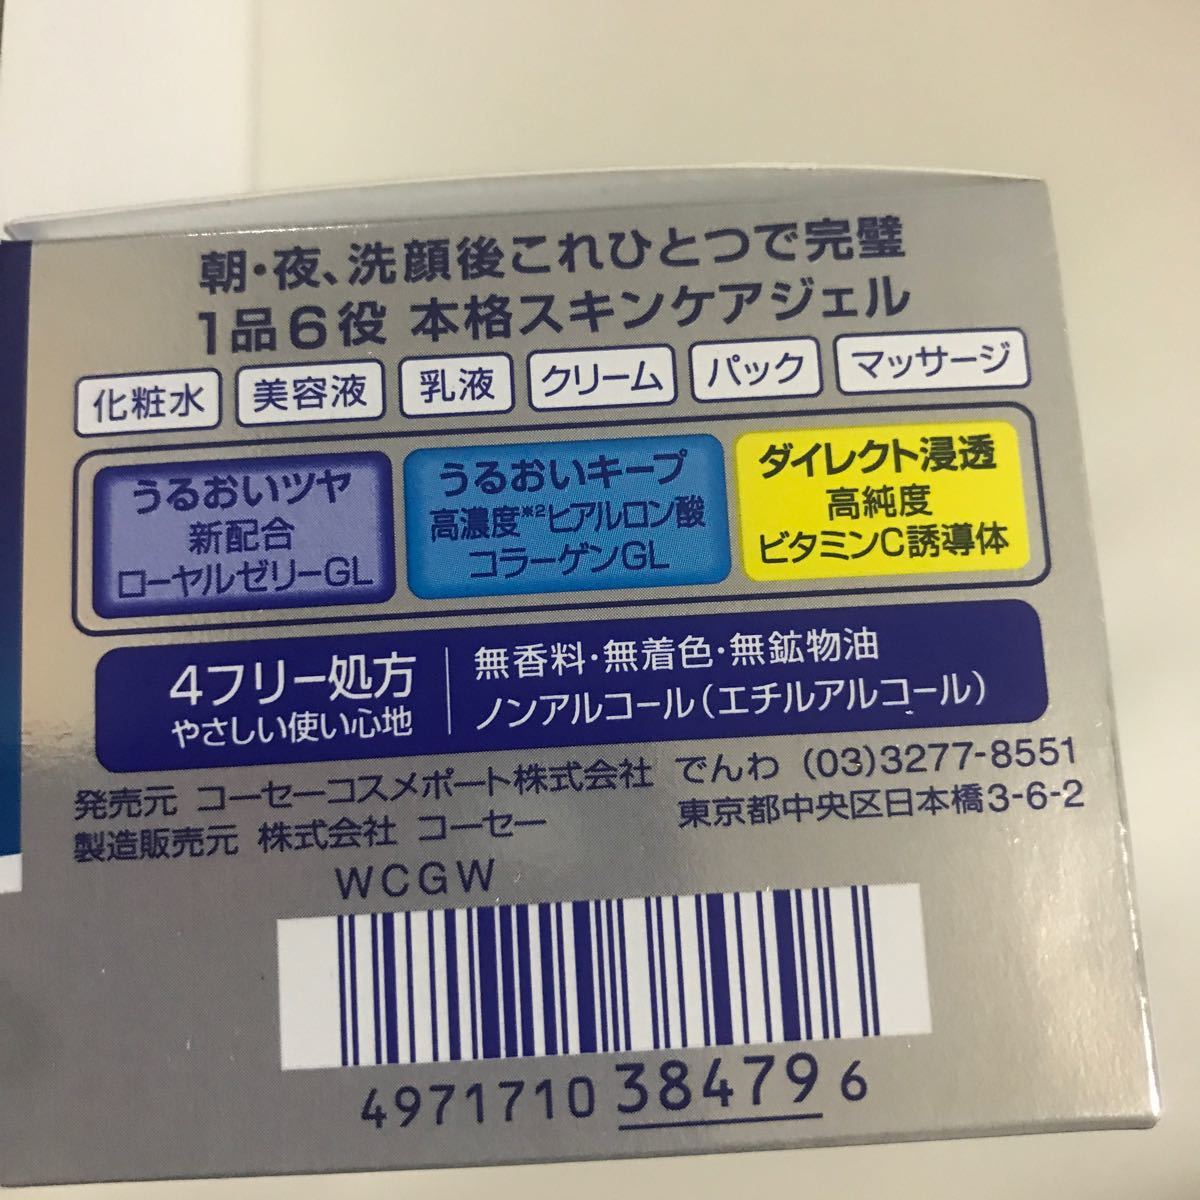 朝・夜、洗顔後これひとつで完璧
1品6役 本格スキンケアジェル
化粧水 美容液 乳液 クリーム パック マッサージ
うるおいツヤ
新配合
ローヤルゼリーGL
うるおいキープ
高濃度※2ヒアルロン酸
コラーゲンGL
ダイレクト浸透
高純度
ビタミンC誘導体
4フリー処方
やさしい使い心地
無香料・無着色・無鉱物油
ノンアルコール(エチルアルコール)
発売元 コーセーコスメポート株式会社 でんわ (03)3277-8551
製造販売元 株式会社 コーセー 東京都中央区日本橋3-6-2
WCGW
4971710 38479 6